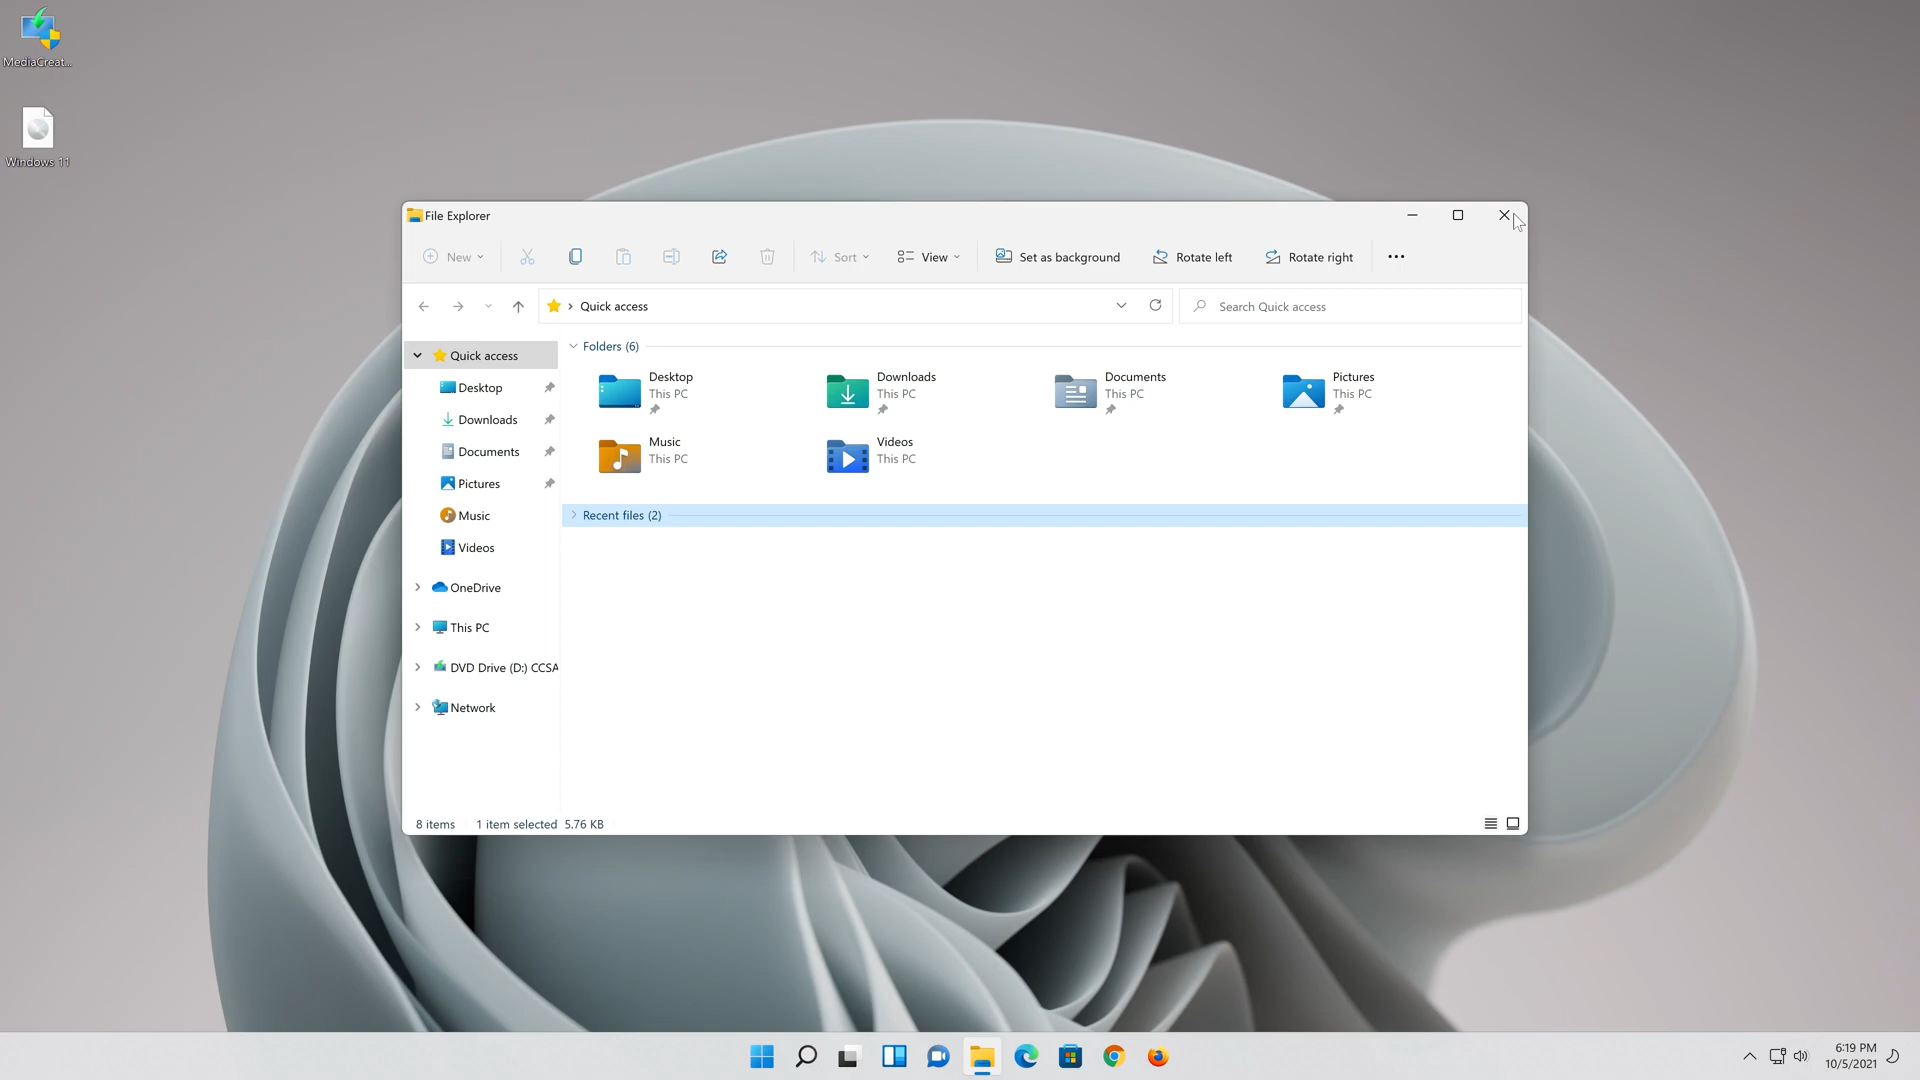 MediaCreat...
Windows 11
File Explorer
New
Sort
View
Set as background
Rotate left
Rotate right
Quick access
Search Quick access
Quick access
Desktop
Downloads
Documents
Pictures
Music
Videos
OneDrive
This PC
DVD Drive (D:) CCSA
Network
Folders (6)
Desktop
This PC
Downloads
This PC
Documents
This PC
Pictures
This PC
Music
This PC
Videos
This PC
Recent files (2)
8 items 1 item selected 5.76 KB
6:19 PM
10/5/2021